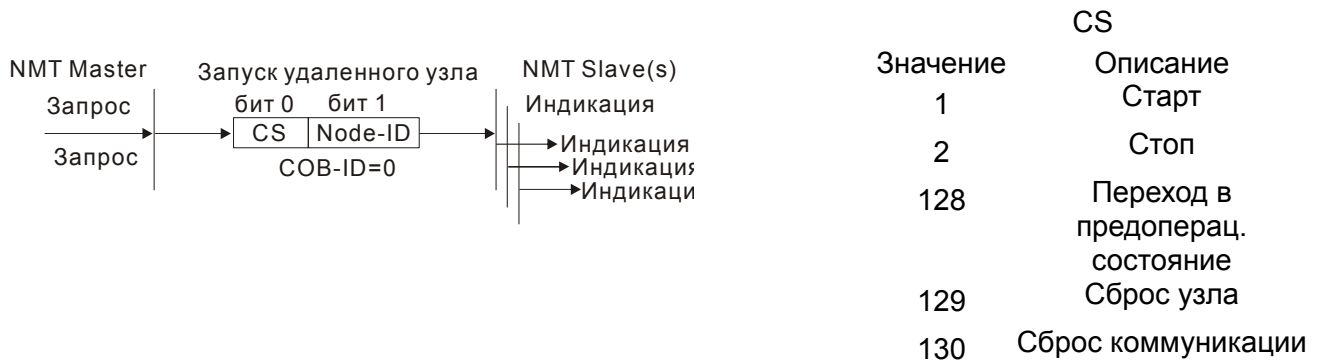 NMT Master
Запуск удаленного узла
NMT Slave(s)
Запрос
бит 0
бит 1
Индикация
CS
Node-ID
Запрос
COB-ID=0
Индикация
Индикация
Индикаци
CS
Значение
Описание
1
Старт
2
Стоп
128
Переход в
предоперац.
состояние
129
Сброс узла
130
Сброс коммуникации